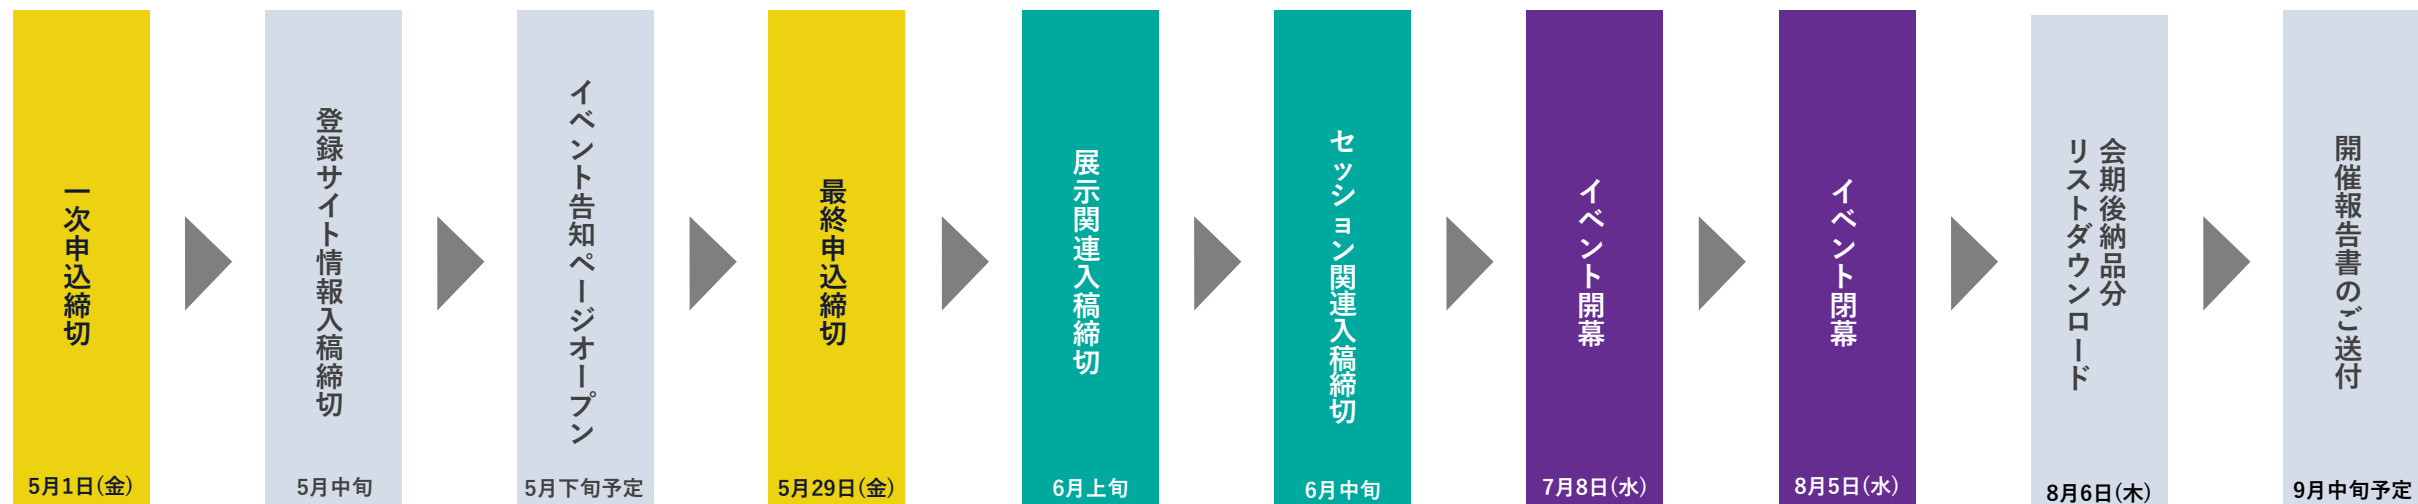 一次申込締切
5月1日(金)
登録サイト情報入稿締切
5月中旬
イベント告知ページオープン
5月下旬予定
最終申込締切
5月29日(金)
展示関連入稿締切
6月上旬
セッション関連入稿締切
6月中旬
イベント開幕
7月8日(水)
イベント閉幕
8月5日(水)
会期後納品分
リストダウンロード
8月6日(木)
開催報告書のご送付
9月中旬予定